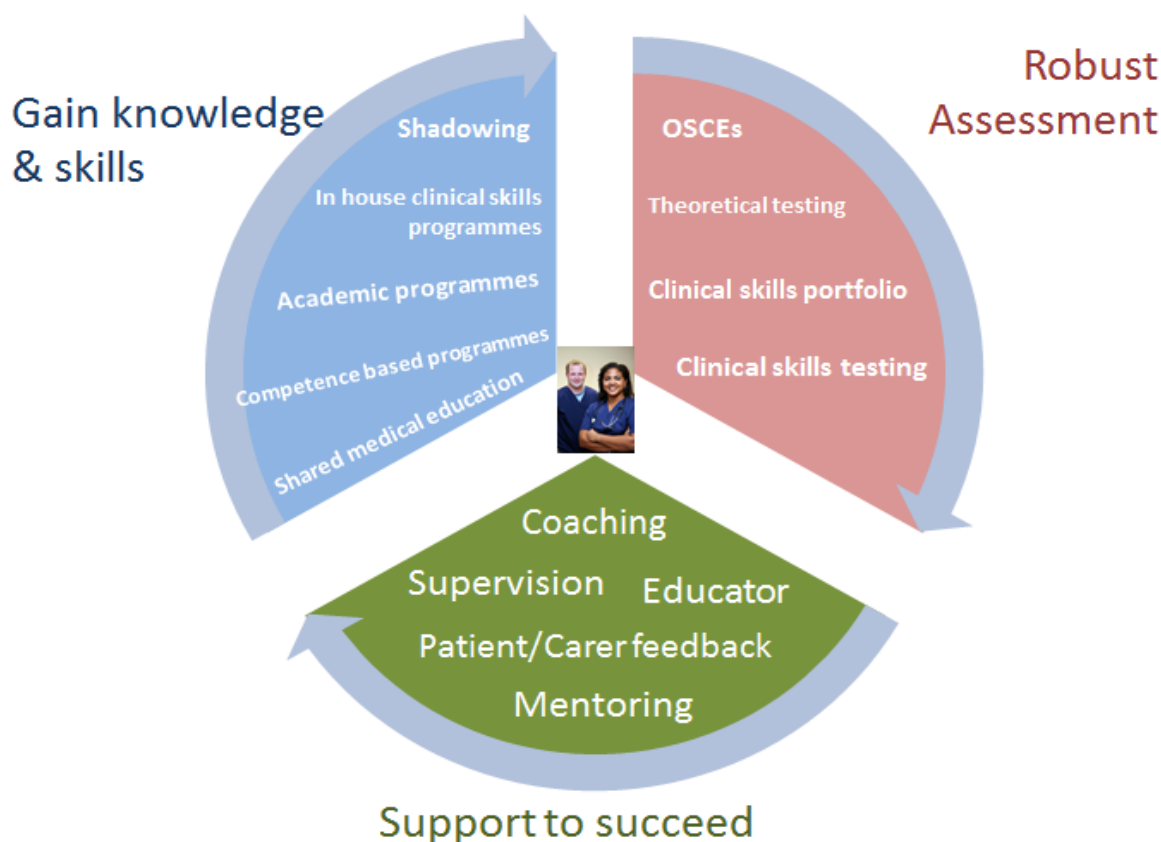 Gain knowledge
& skills
Shadowing
In house clinical skills
programmes
Academic programmes
Competence based programmes
Shared medical education
Robust
Assessment
OSCEs
Theoretical testing
Clinical skills portfolio
Clinical skills testing
Coaching
Supervision
Educator
Patient/Carer feedback
Mentoring
Support to succeed